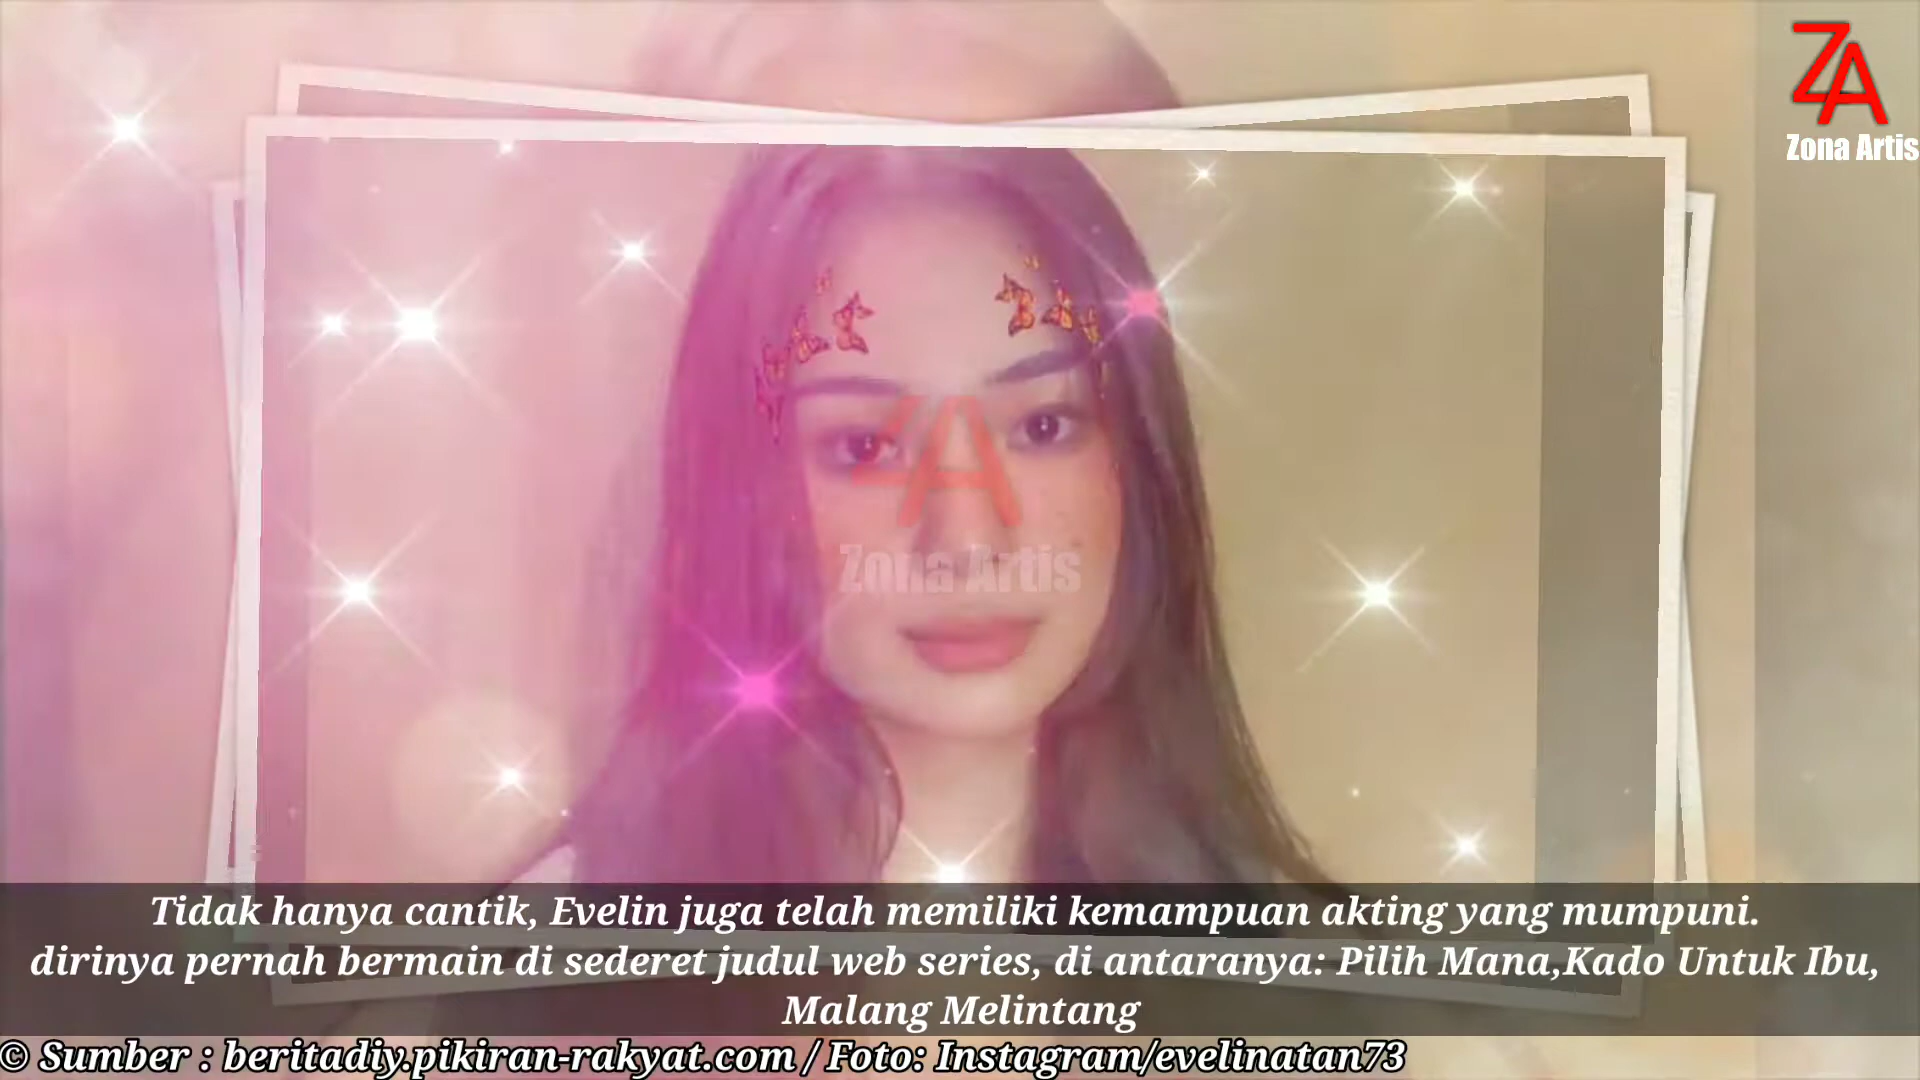 ZA
Zona Artis
ZA
Zona Artis
Tidak hanya cantik, Evelin juga telah memiliki kemampuan akting yang mumpuni.
dirinya pernah bermain di sederet judul web series, di antaranya: Pilih Mana,Kado Untuk Ibu,
Malang Melintang
© Sumber : beritadiy.pikiran-rakyat.com / Foto: Instagram/evelinatan73